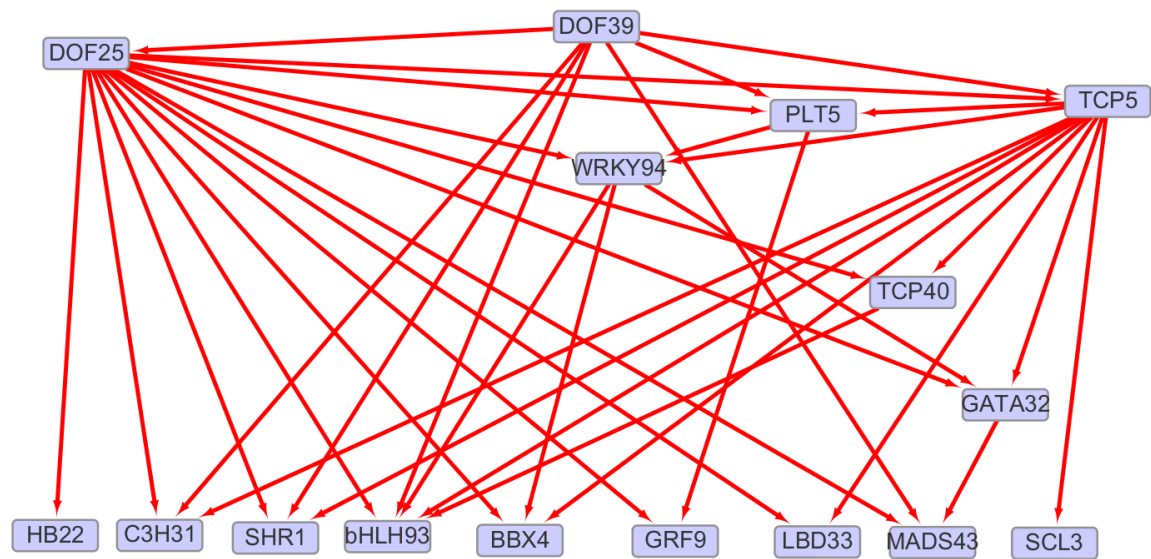 DOF39
DOF25
TCP5
PLT5
WRKY94
TCP40
GATA32
HB22
C3H31
SHR1
bHLH93
BBX4
GRF9
LBD33
MADS43
SCL3